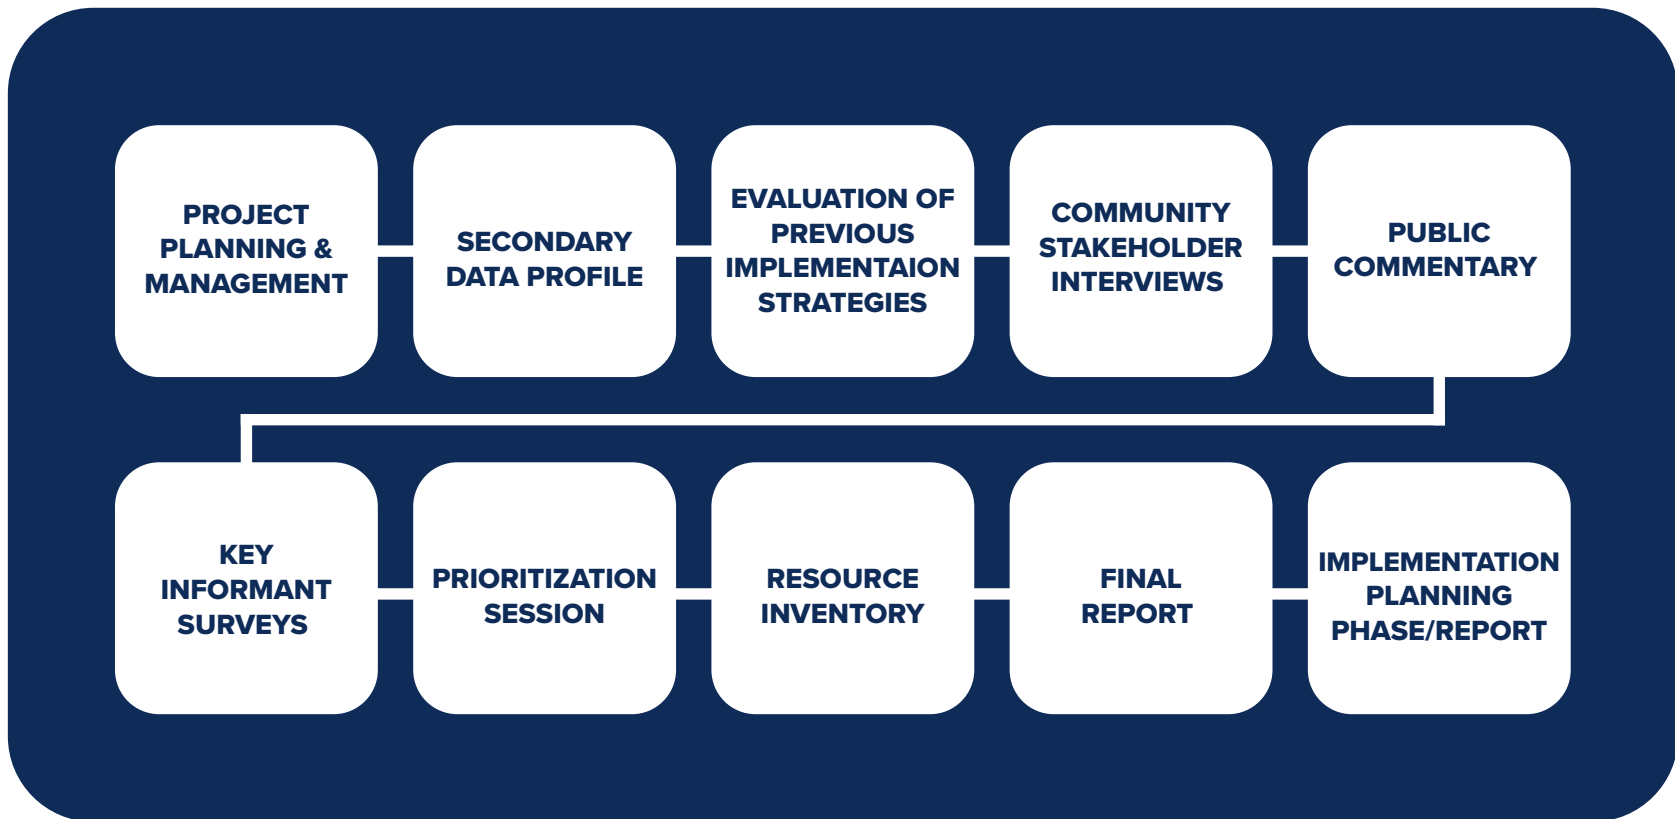 PROJECT
PLANNING &
MANAGEMENT
SECONDARY
DATA PROFILE
EVALUATION OF
PREVIOUS
IMPLEMENTAION
STRATEGIES
COMMUNITY
STAKEHOLDER
INTERVIEWS
PUBLIC
COMMENTARY
KEY
INFORMANT
SURVEYS
PRIORITIZATION
SESSION
RESOURCE
INVENTORY
FINAL
REPORT
IMPLEMENTATION
PLANNING
PHASE/REPORT